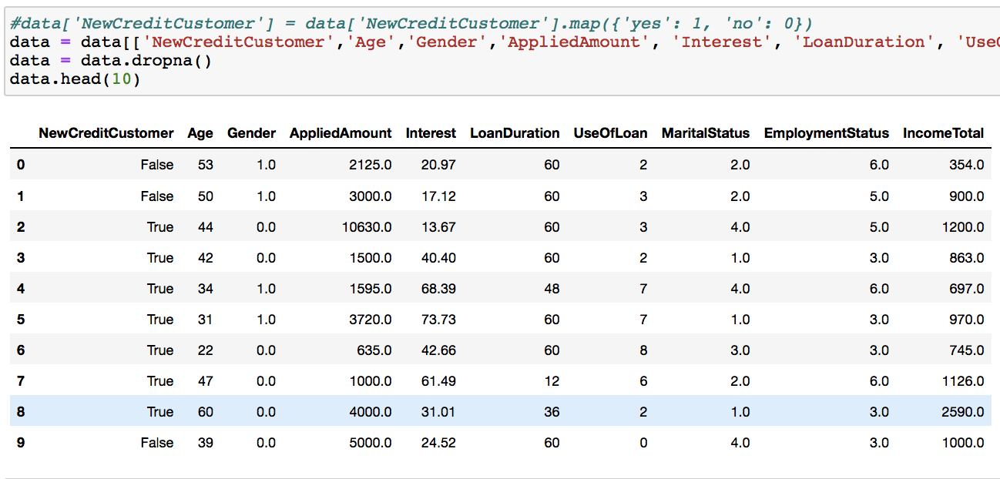 #data['NewCreditCustomer'] = data['NewCreditCustomer'].map({'yes': 1, 'no': 0})
data = data[['NewCreditCustomer','Age','Gender','AppliedAmount', 'Interest', 'LoanDuration', 'Use
data = data.dropna()
data.head(10)
NewCreditCustomer Age Gender AppliedAmount Interest LoanDuration UseOfLoan MaritalStatus EmploymentStatus IncomeTotal
0 False 53 1.0 2125.0 20.97 60 2 2.0 6.0 354.0
1 False 50 1.0 3000.0 17.12 60 3 2.0 5.0 900.0
2 True 44 0.0 10630.0 13.67 60 3 4.0 5.0 1200.0
3 True 42 0.0 1500.0 40.40 60 2 1.0 3.0 863.0
4 True 34 1.0 1595.0 68.39 48 7 4.0 6.0 697.0
5 True 31 1.0 3720.0 73.73 60 7 1.0 3.0 970.0
6 True 22 0.0 635.0 42.66 60 8 3.0 3.0 745.0
7 True 47 0.0 1000.0 61.49 12 6 2.0 6.0 1126.0
8 True 60 0.0 4000.0 31.01 36 2 1.0 3.0 2590.0
9 False 39 0.0 5000.0 24.52 60 0 4.0 3.0 1000.0